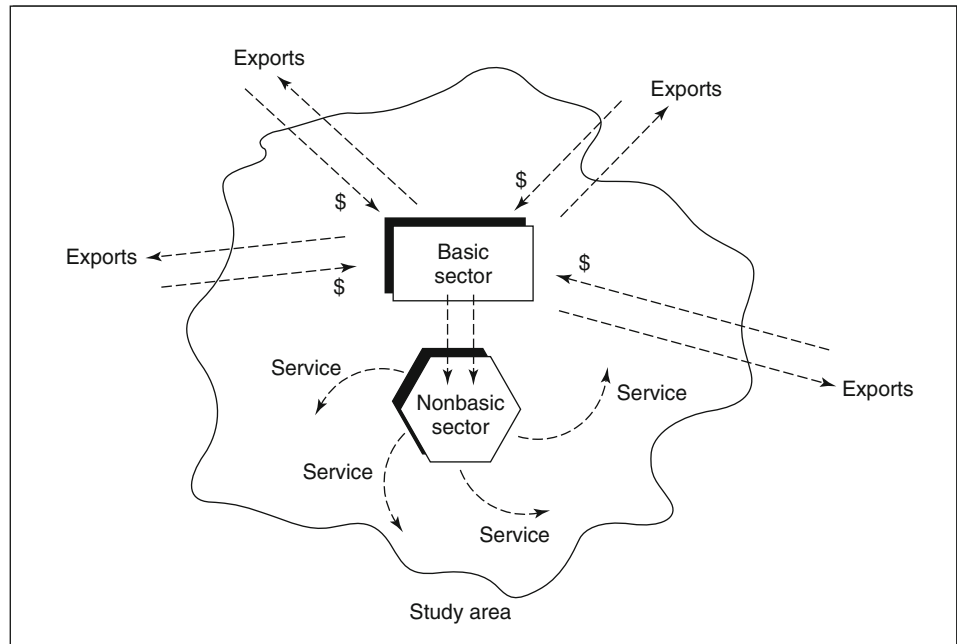 Exports
Exports
$
$
Exports
$
Basic
sector
$
Exports
Service
Nonbasic
sector
Service
Service
Service
Study area